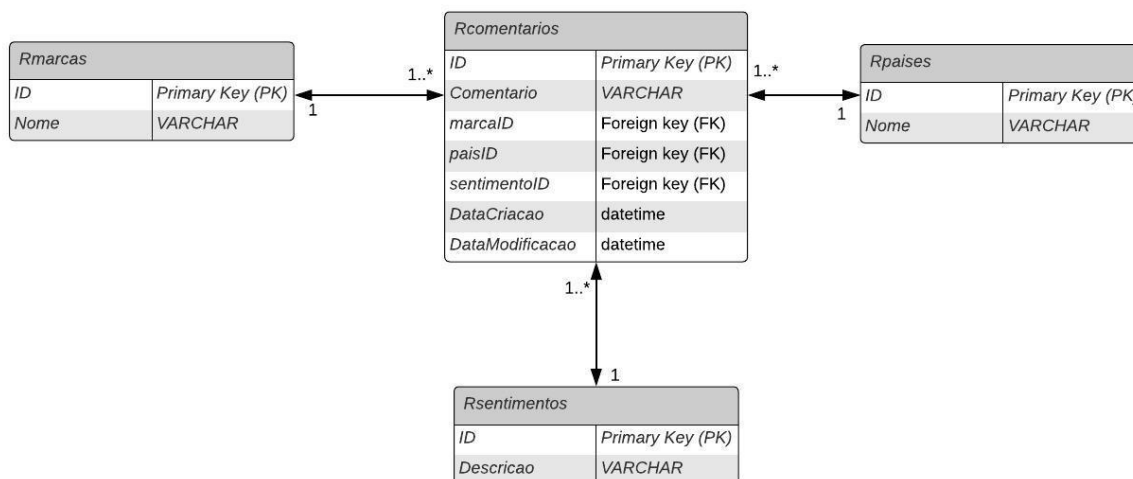 Rmarcas
ID Primary Key (PK)
Nome VARCHAR
1
1..*
Rcomentarios
ID Primary Key (PK)
Comentario VARCHAR
marcaID Foreign key (FK)
paisID Foreign key (FK)
sentimentoID Foreign key (FK)
DataCriacao datetime
DataModificacao datetime
1..*
1
Rpaises
ID Primary Key (PK)
Nome VARCHAR
1..*
1
Rsentimentos
ID Primary Key (PK)
Descricao VARCHAR